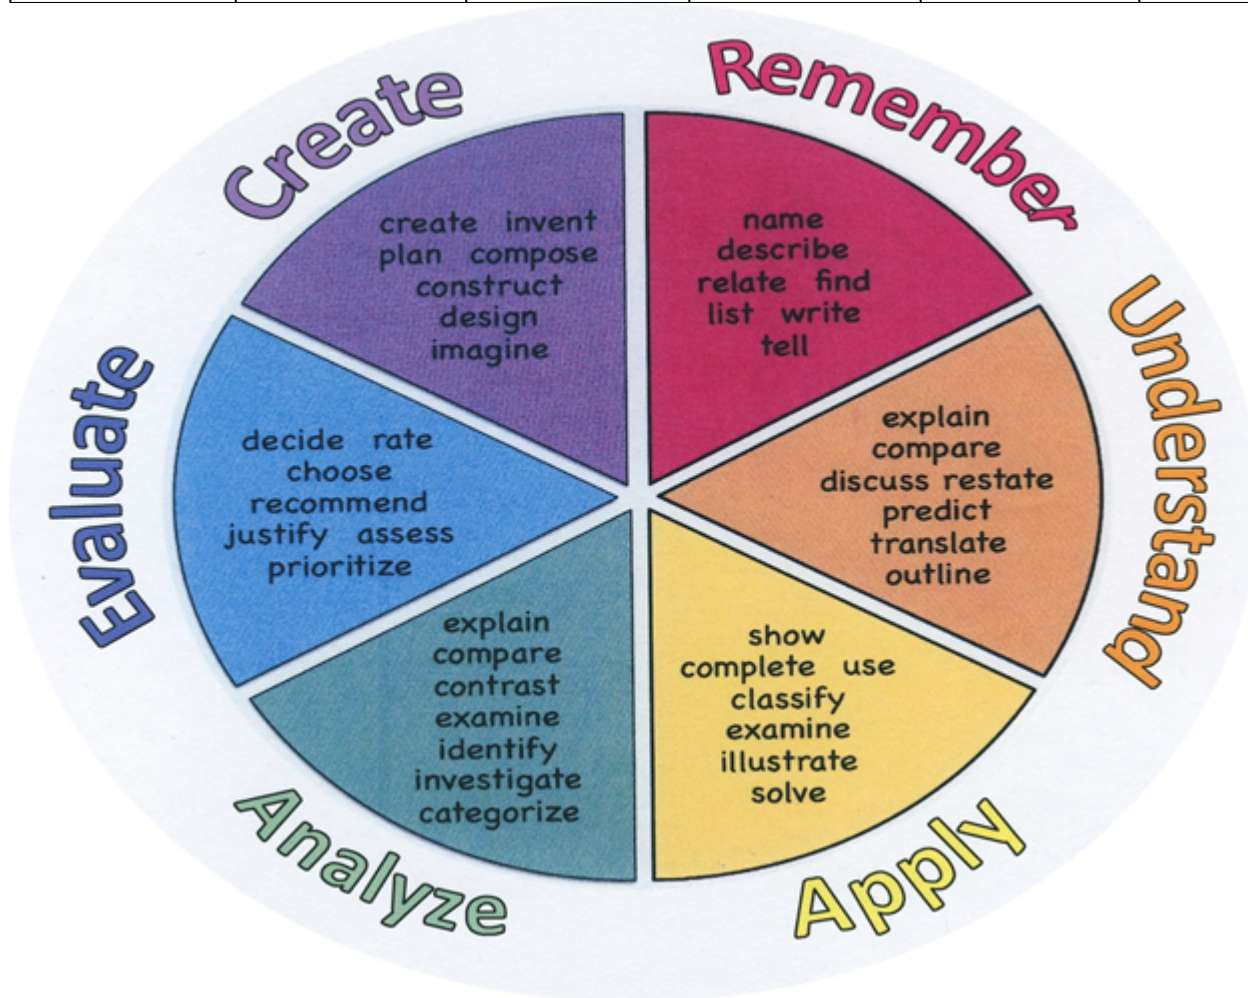 Remember
name
describe
relate find
list write
tell
Understand
explain
compare
discuss restate
predict
translate
outline
Apply
show
complete use
classify
examine
illustrate
solve
Analyze
explain
compare
contrast
examine
identify
investigate
categorize
Evaluate
decide rate
choose
recommend
justify assess
prioritize
Create
create invent
plan compose
construct
design
imagine